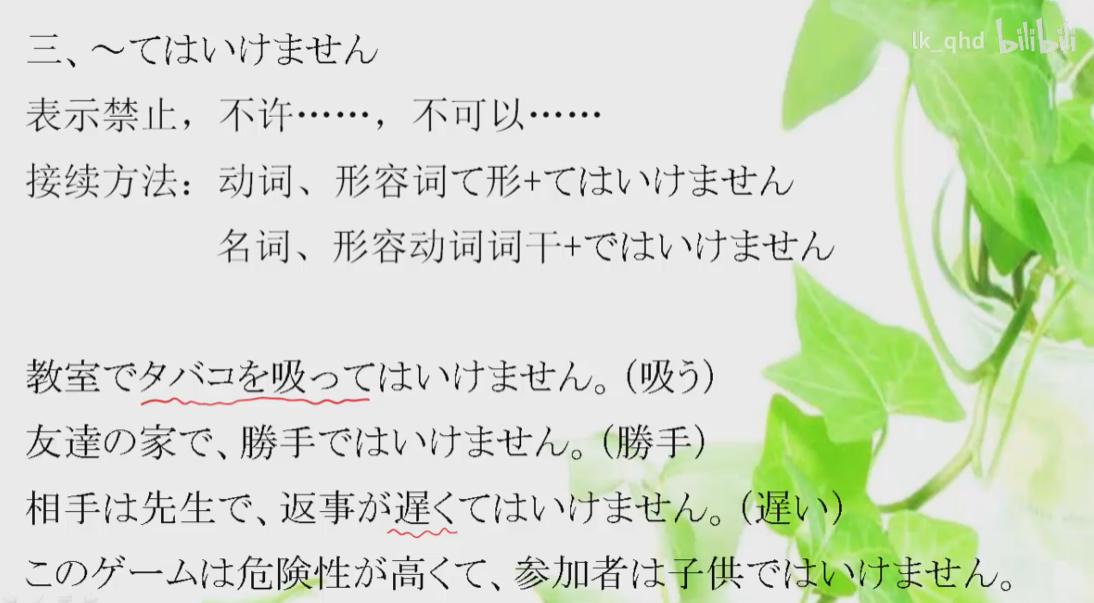 lk_qhd bilibili
三、～てはいけません
表示禁止，不许……，不可以……
接续方法：动词、形容词て形+てはいけません
名词、形容动词词干+ではいけません
教室でタバコを吸ってはいけません。（吸う）
友達の家で、勝手ではいけません。（勝手）
相手は先生で、返事が遅くてはいけません。（遅い）
このゲームは危険性が高くて、参加者は子供ではいけません。